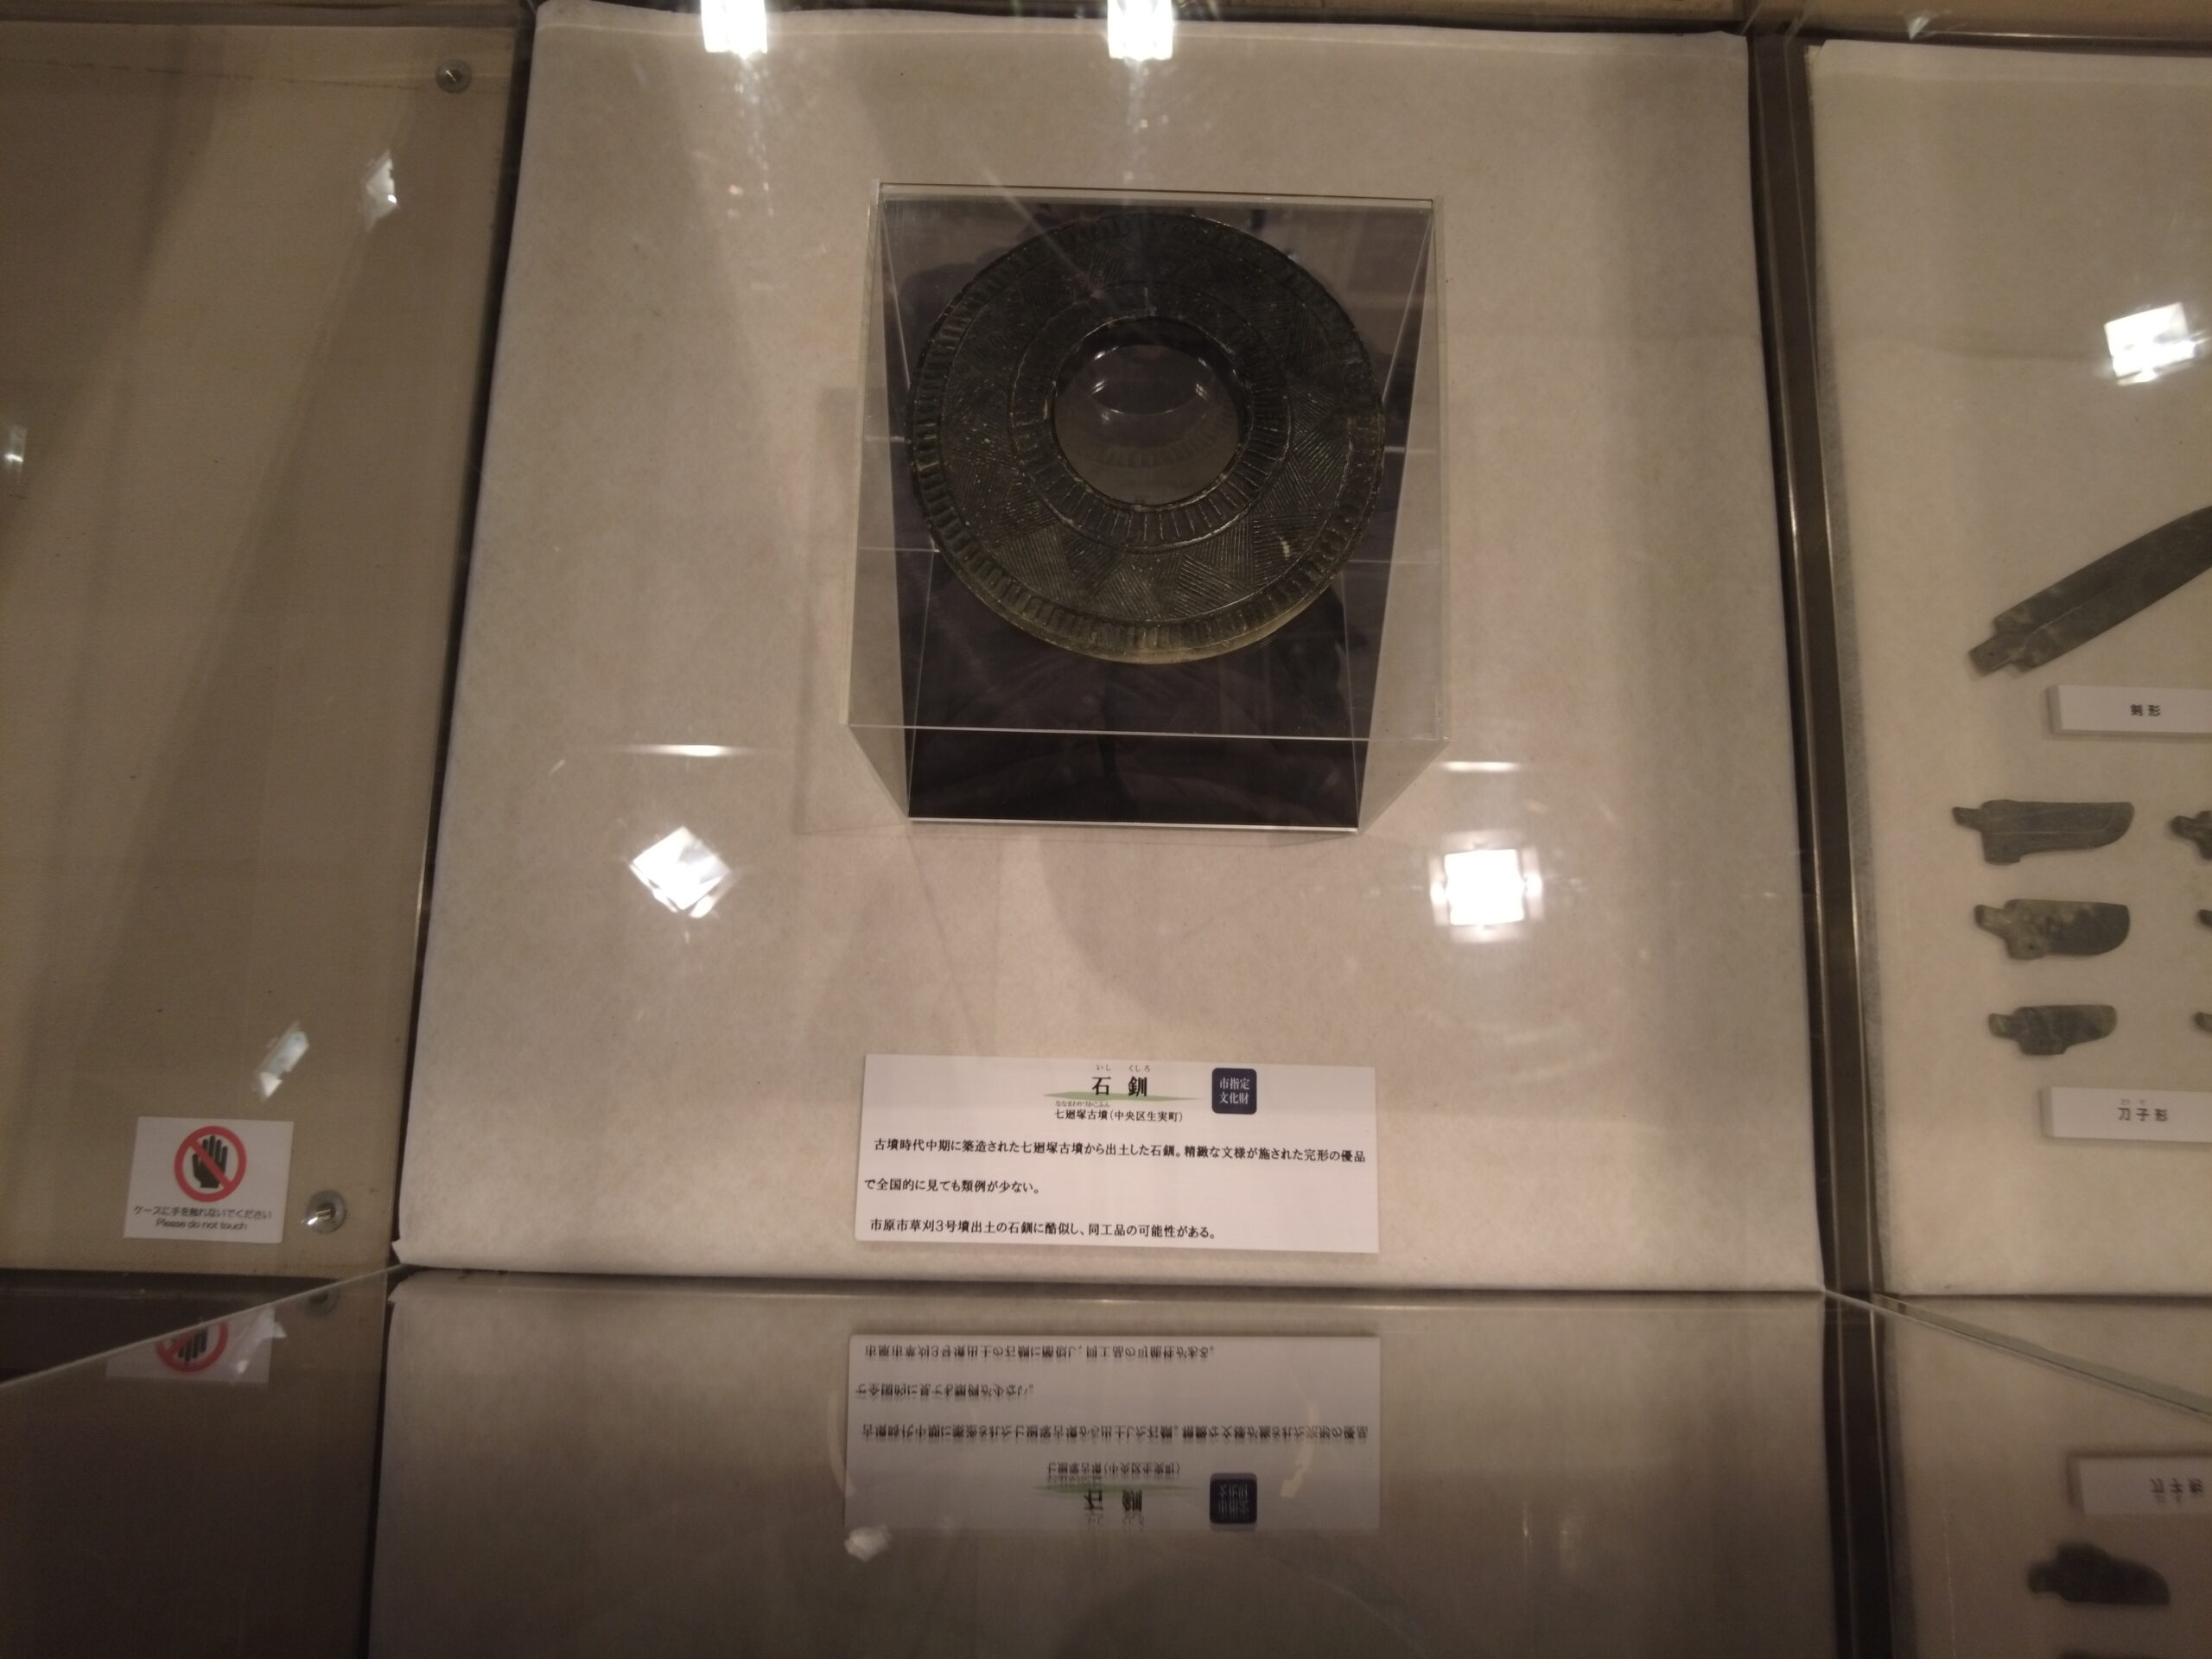 いし くしろ
石 釧
市指定
文化財
ななまわりづかこふん
七廻塚古墳(中央区生実町)
古墳時代中期に築造された七廻塚古墳から出土した石釧。精緻な文様が施された完形の優品
で全国的に見ても類例が少ない。
市原市草刈3号墳出土の石釧に酷似し、同工品の可能性がある。
剣形
とう す
刀子形
ケースに手を触れないでください
Please do not touch